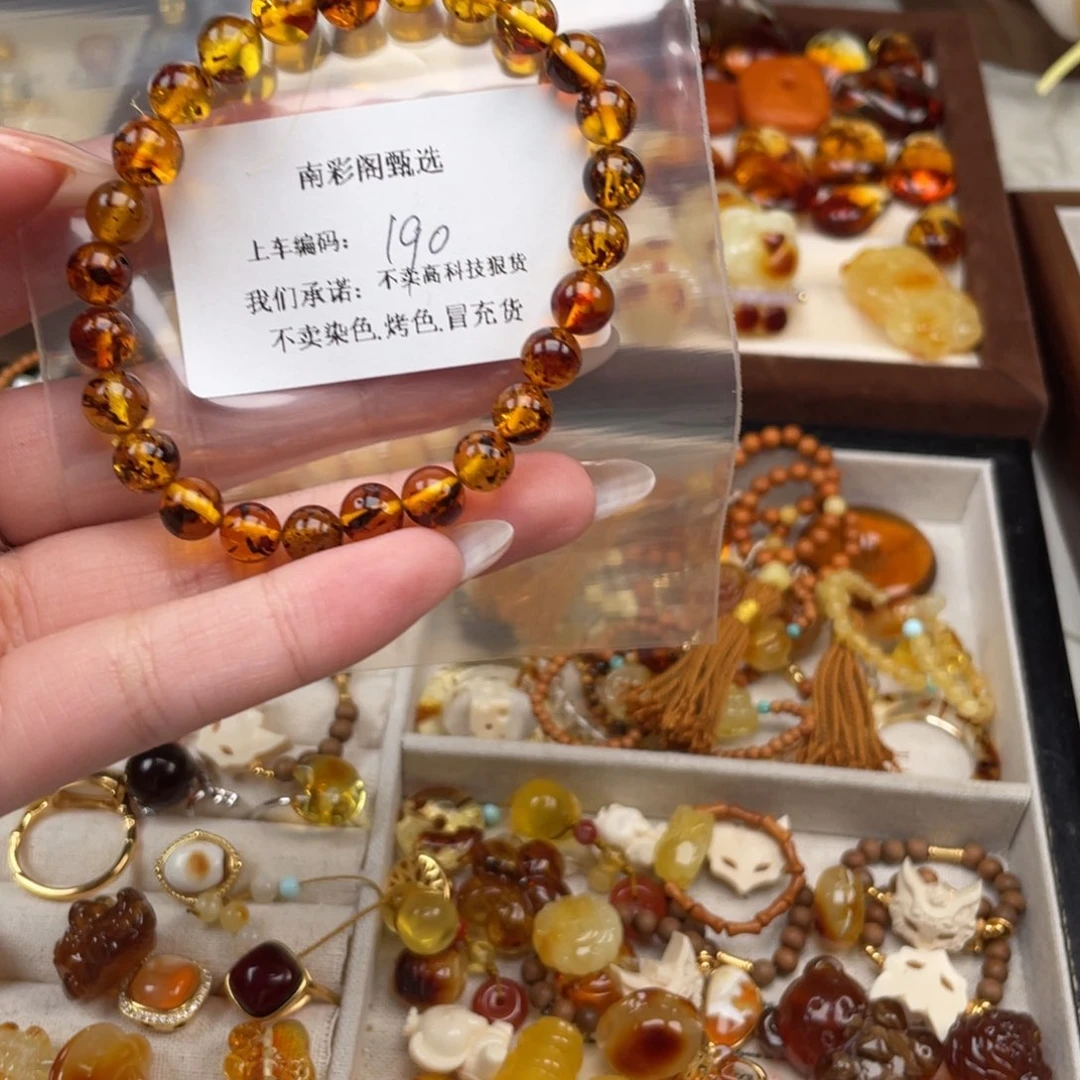 南彩阁甄选
上车编码：190
我们承诺：不卖高科技狠货
不卖染色.烤色.冒充货